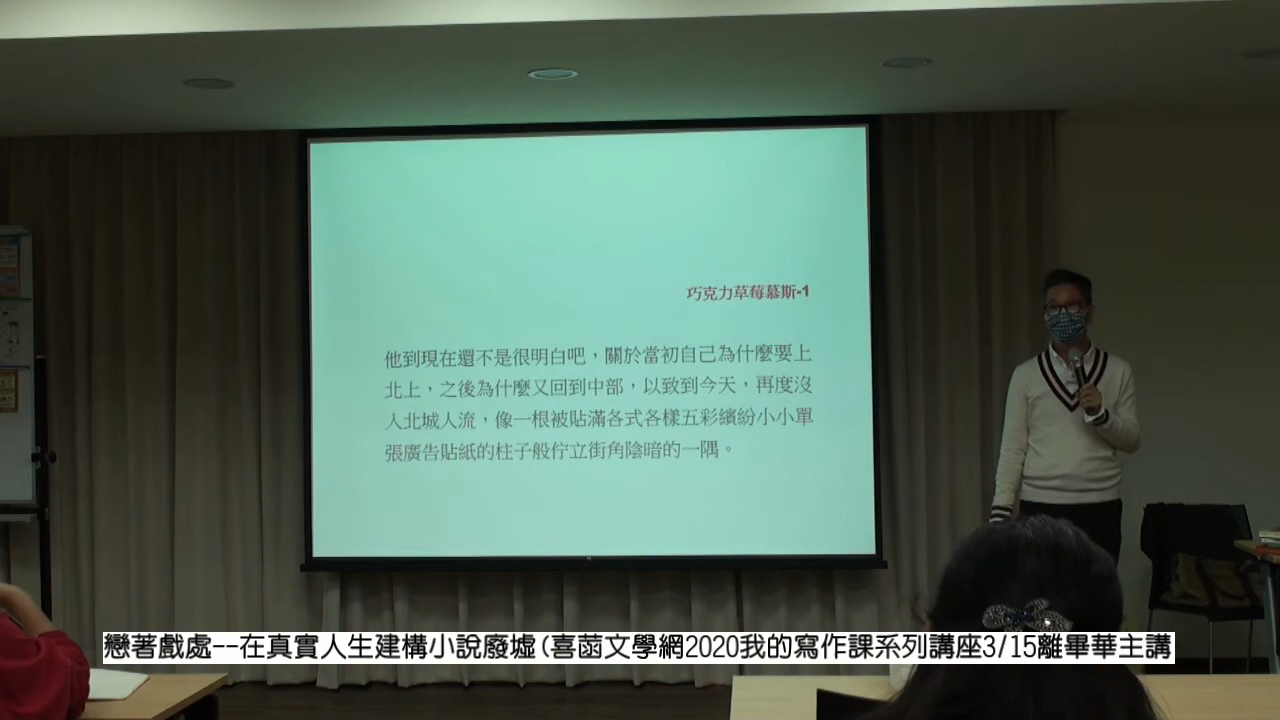 巧克力草莓慕斯-1
他到現在還不是很明白吧，關於當初自己為什麼要上
北上，之後為什麼又回到中部，以致到今天，再度沒
入北城人流，像一根被貼滿各式各樣五彩繽紛小小單
張廣告貼紙的柱子般佇立街角陰暗的一隅。
戀著戲處--在真實人生建構小說廢墟(喜菡文學網2020我的寫作課系列講座3/15離畢華主講